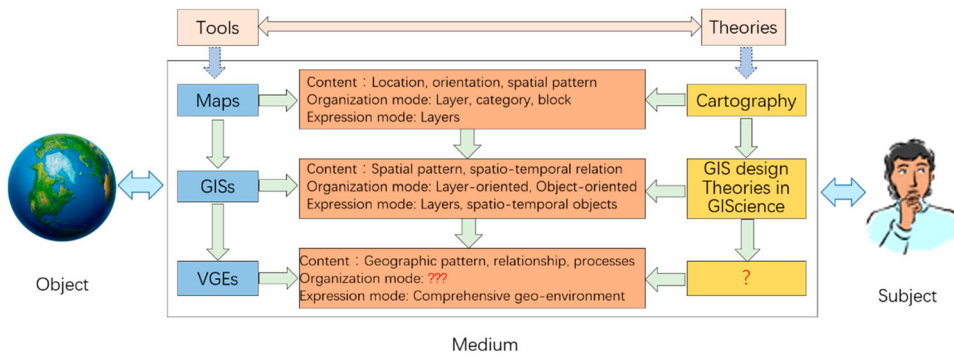 Tools
Theories
Maps
Content：Location, orientation, spatial pattern
Organization mode: Layer, category, block
Expression mode: Layers
Cartography
GISs
Content：Spatial pattern, spatio-temporal relation
Organization mode: Layer-oriented, Object-oriented
Expression mode: Layers, spatio-temporal objects
GIS design
Theories in
GIScience
VGEs
Content：Geographic pattern, relationship, processes
Organization mode: ???
Expression mode: Comprehensive geo-environment
?
Object
Subject
Medium